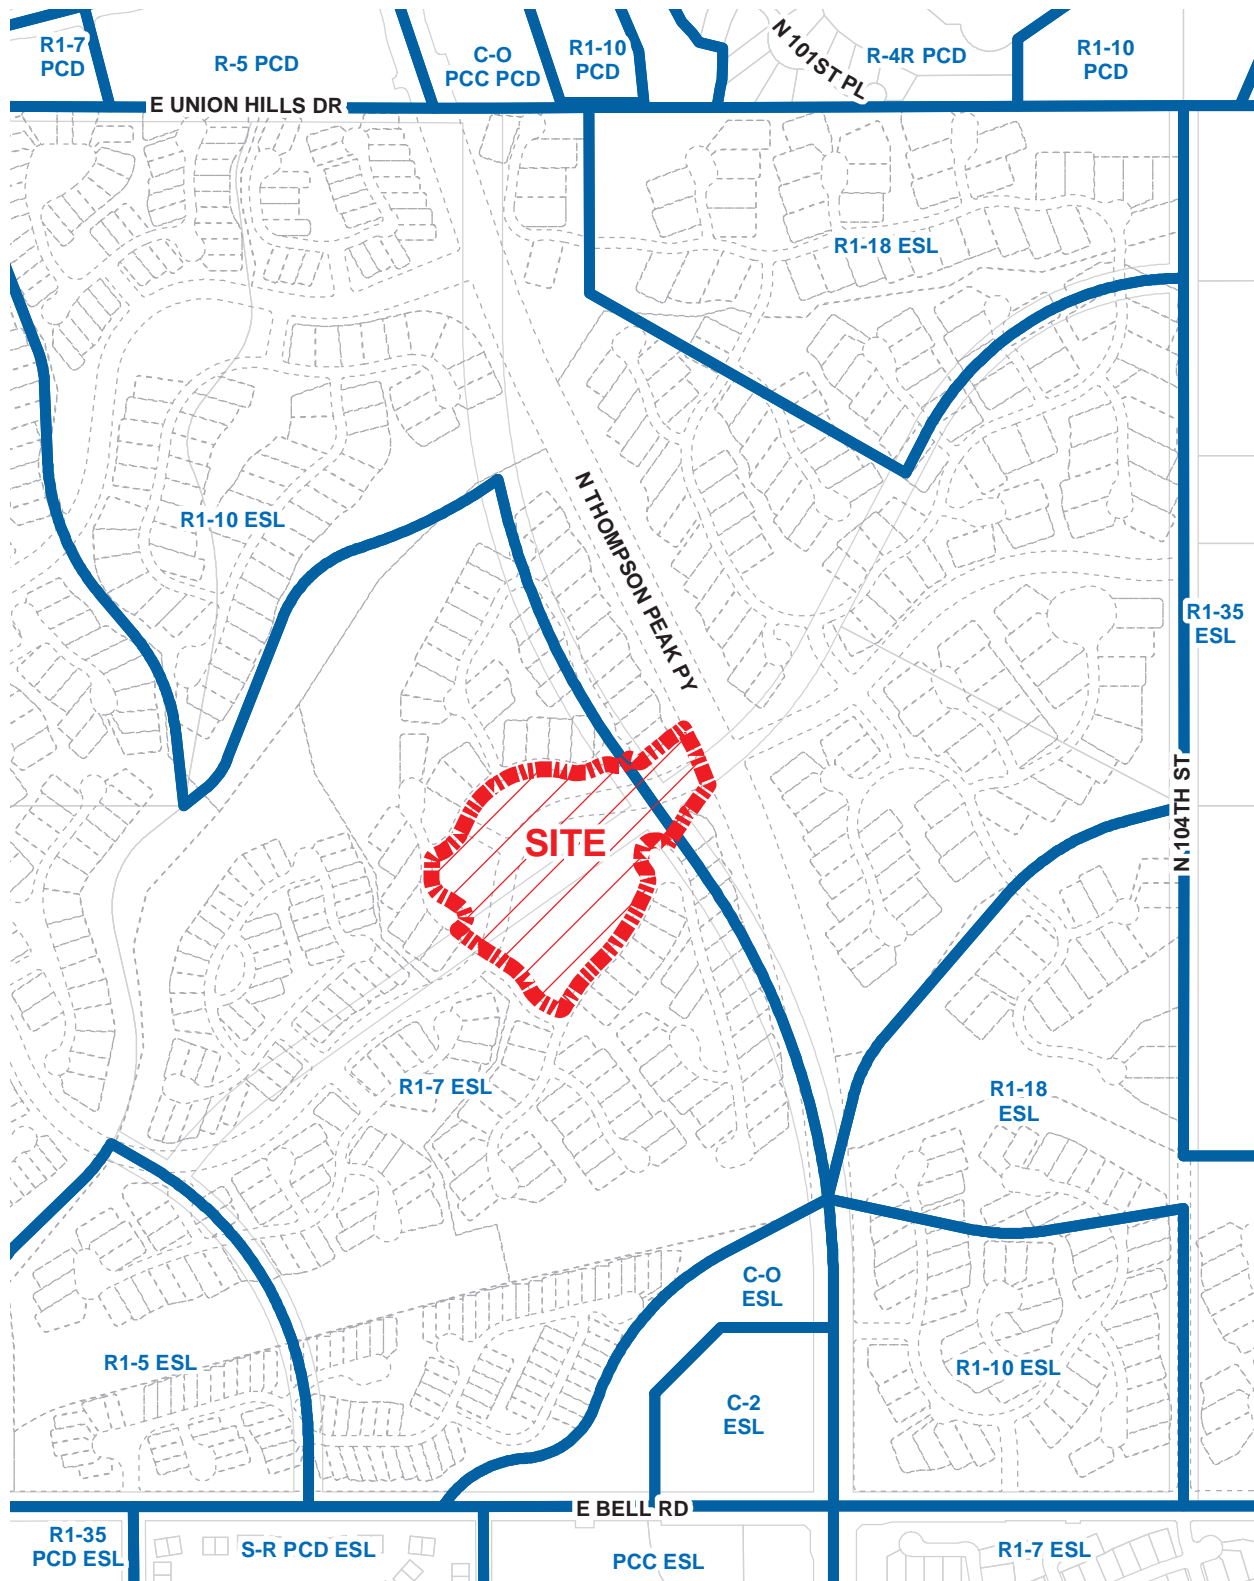 R1-7
PCD
R-5 PCD
C-O
PCC PCD
R1-10
PCD
N 101ST PL
R-4R PCD
R1-10
PCD
E UNION HILLS DR
R1-18 ESL
N THOMPSON PEAK PY
R1-10 ESL
R1-35
ESL
N 104TH ST
SITE
R1-7 ESL
R1-18
ESL
C-O
ESL
R1-5 ESL
R1-10 ESL
C-2
ESL
E BELL RD
R1-35
PCD ESL
S-R PCD ESL
PCC ESL
R1-7 ESL